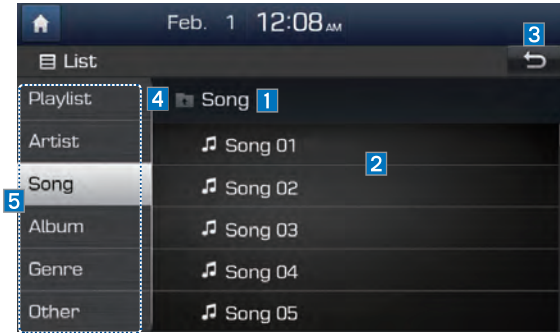 Feb. 1 12:08 AM
3
List
Playlist
4
Song 1
Artist
Song 01
2
Song
Song 02
5
Album
Song 03
Genre
Song 04
Other
Song 05